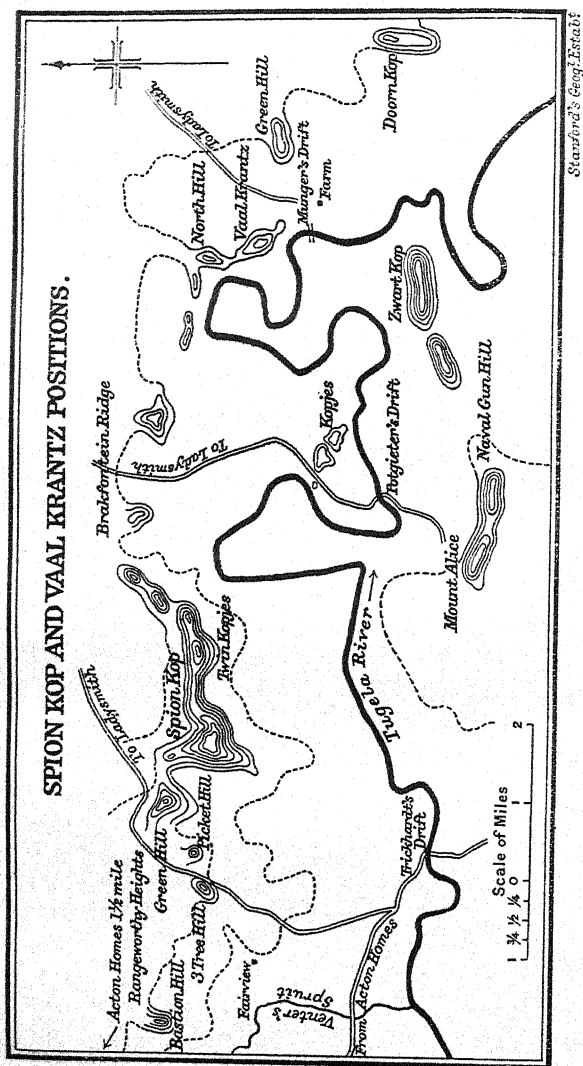 SPION KOP AND VAAL KRANTZ POSITIONS.
Acton Homes 1½ mile
Rangeworthy Heights
Bastion Hill
3 Tree Hill
Green Hill
Picket Hill
Fairview
Venter's
Spruit
From Acton Homes
Trickhardt's
Drift
To Ladysmith
Spion Kop
Twin Kopjes
Tugela River
Brakfontein Ridge
To Ladysmith
Kopjes
Potgieter's Drift
Mount Alice
Naval Gun Hill
Zwart Kop
North Hill
Vaal Krantz
Munger's Drift
Farm
To Ladysmith
Green Hill
Doorn Kop
Scale of Miles
1 ¾ ½ ¼ 0 1 2
Stanford's Geogl. Estabt.